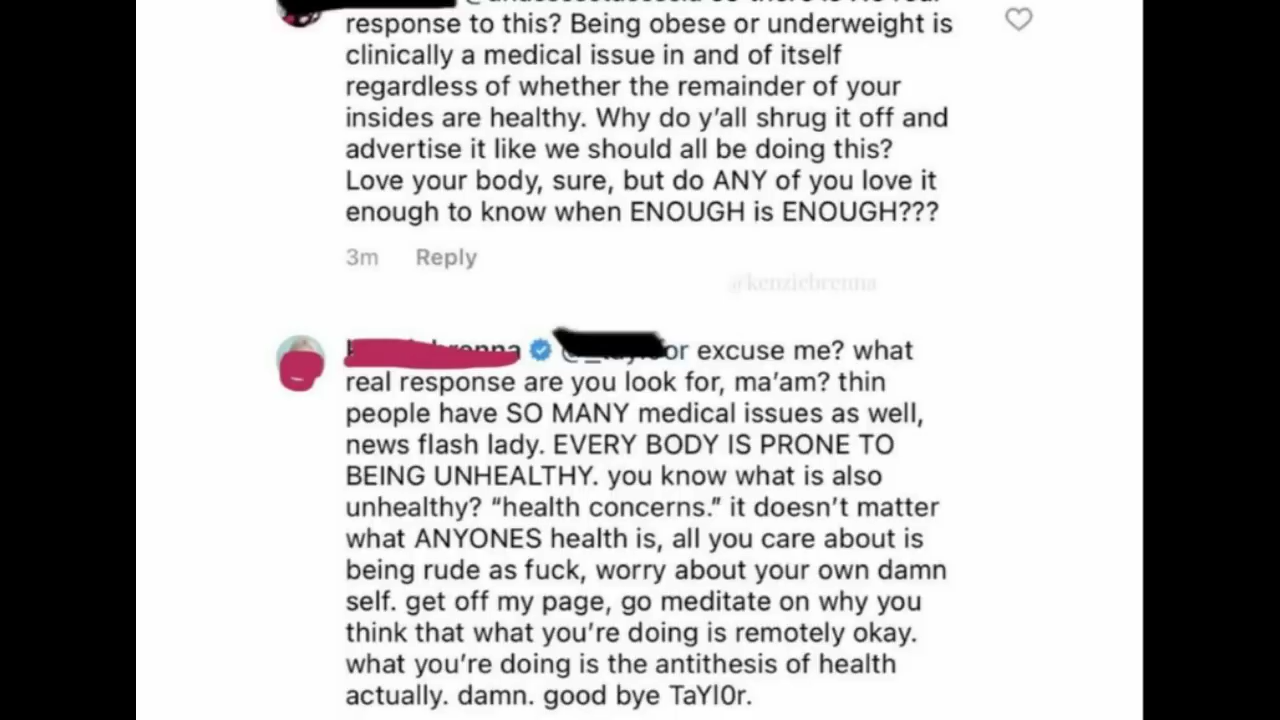 response to this? Being obese or underweight is
clinically a medical issue in and of itself
regardless of whether the remainder of your
insides are healthy. Why do y'all shrug it off and
advertise it like we should all be doing this?
Love your body, sure, but do ANY of you love it
enough to know when ENOUGH is ENOUGH???
3m Reply
@kenziebrenna
or excuse me? what
real response are you look for, ma'am? thin
people have SO MANY medical issues as well,
news flash lady. EVERY BODY IS PRONE TO
BEING UNHEALTHY. you know what is also
unhealthy? “health concerns.” it doesn't matter
what ANYONES health is, all you care about is
being rude as fuck, worry about your own damn
self. get off my page, go meditate on why you
think that what you're doing is remotely okay.
what you're doing is the antithesis of health
actually. damn. good bye TaYl0r.